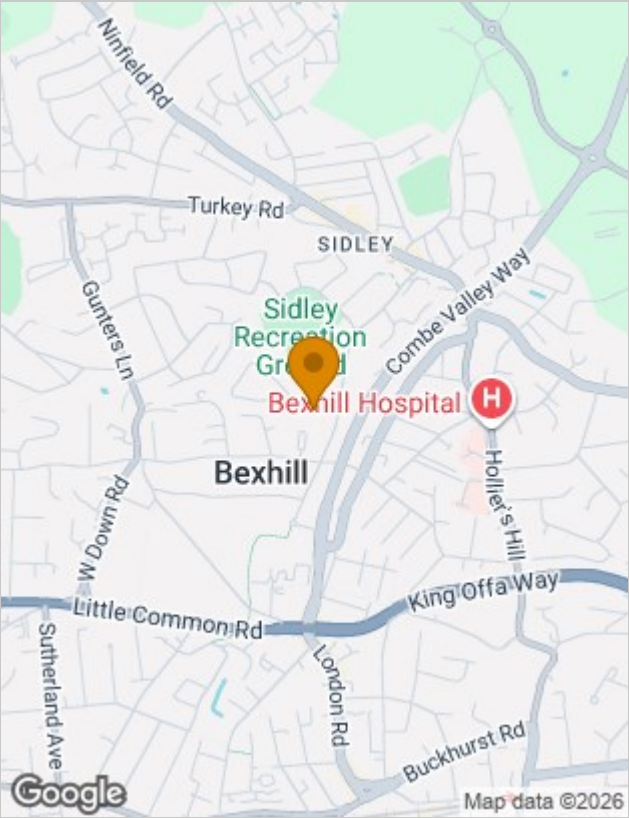 Ninfield Rd
Turkey Rd
SIDLEY
Combe Valley Way
Gunters Ln
Sidley
Recreation
Ground
Bexhill Hospital
H
Bexhill
Hollier's Hill
W Down Rd
King Offa Way
Little Common Rd
Sutherland Ave
London Rd
Buckhurst Rd
Google
Map data ©2026